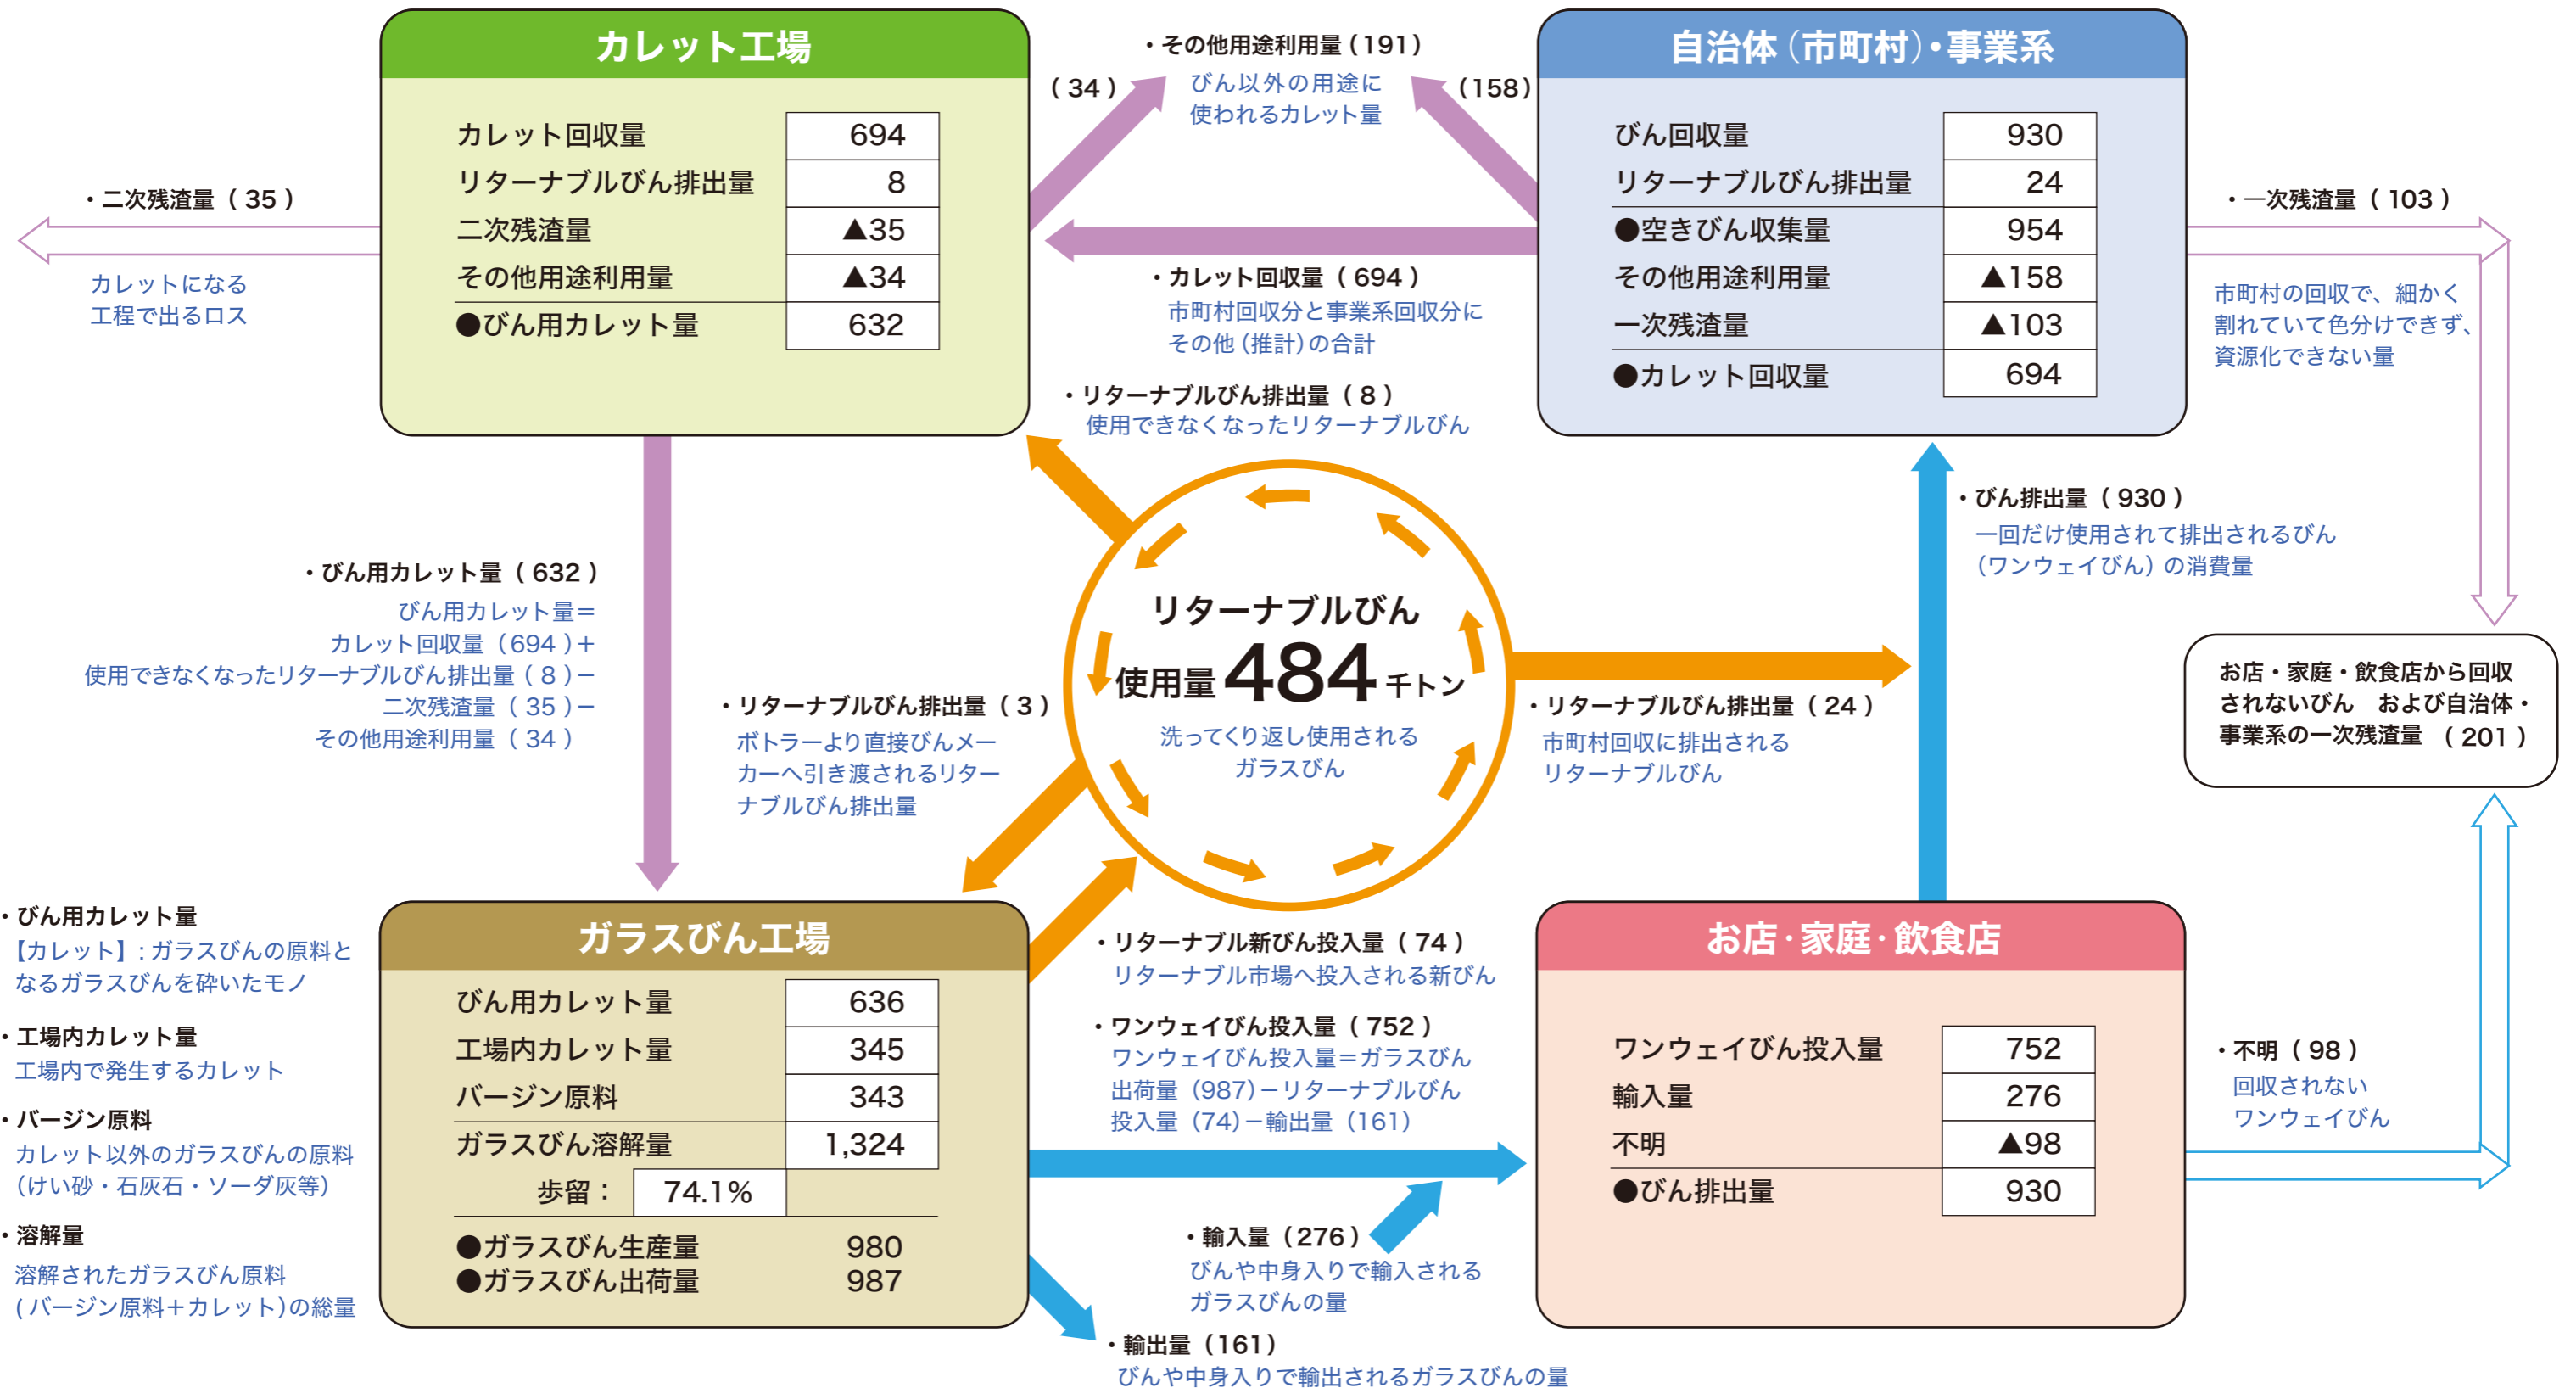 カレット工場
カレット回収量 694
リターナブルびん排出量 8
二次残渣量 ▲35
その他用途利用量 ▲34
●びん用カレット量 632
・二次残渣量（ 35 ）
カレットになる
工程で出るロス
・その他用途利用量（191）
びん以外の用途に
使われるカレット量
（ 34 ）
（158）
・カレット回収量（ 694 ）
市町村回収分と事業系回収分に
その他（推計）の合計
・リターナブルびん排出量（ 8 ）
使用できなくなったリターナブルびん
自治体（市町村）・事業系
びん回収量 930
リターナブルびん排出量 24
●空きびん収集量 954
その他用途利用量 ▲158
一次残渣量 ▲103
●カレット回収量 694
・一次残渣量（ 103 ）
市町村の回収で、細かく
割れていて色分けできず、
資源化できない量
・びん用カレット量（ 632 ）
びん用カレット量＝
カレット回収量（ 694 ）＋
使用できなくなったリターナブルびん排出量（ 8 ）－
二次残渣量（ 35 ）－
その他用途利用量（ 34 ）
・リターナブルびん排出量（ 3 ）
ボトラーより直接びんメー
カーへ引き渡されるリター
ナブルびん排出量
リターナブルびん
使用量 484 千トン
洗ってくり返し使用される
ガラスびん
・リターナブルびん排出量（ 24 ）
市町村回収に排出される
リターナブルびん
・びん排出量（ 930 ）
一回だけ使用されて排出されるびん
（ワンウェイびん）の消費量
お店・家庭・飲食店から回収
されないびん　および自治体・
事業系の一次残渣量 （ 201 ）
・びん用カレット量
【カレット】：ガラスびんの原料と
なるガラスびんを砕いたモノ
・工場内カレット量
工場内で発生するカレット
・バージン原料
カレット以外のガラスびんの原料
（けい砂・石灰石・ソーダ灰等）
・溶解量
溶解されたガラスびん原料
（バージン原料＋カレット）の総量
ガラスびん工場
びん用カレット量 636
工場内カレット量 345
バージン原料 343
ガラスびん溶解量 1,324
歩留： 74.1%
●ガラスびん生産量 980
●ガラスびん出荷量 987
・リターナブル新びん投入量（ 74 ）
リターナブル市場へ投入される新びん
・ワンウェイびん投入量（ 752 ）
ワンウェイびん投入量＝ガラスびん
出荷量（987）－リターナブルびん
投入量（74）－輸出量（161）
・輸入量（ 276 ）
びんや中身入りで輸入される
ガラスびんの量
・輸出量（161）
びんや中身入りで輸出されるガラスびんの量
お店・家庭・飲食店
ワンウェイびん投入量 752
輸入量 276
不明 ▲98
●びん排出量 930
・不明（ 98 ）
回収されない
ワンウェイびん